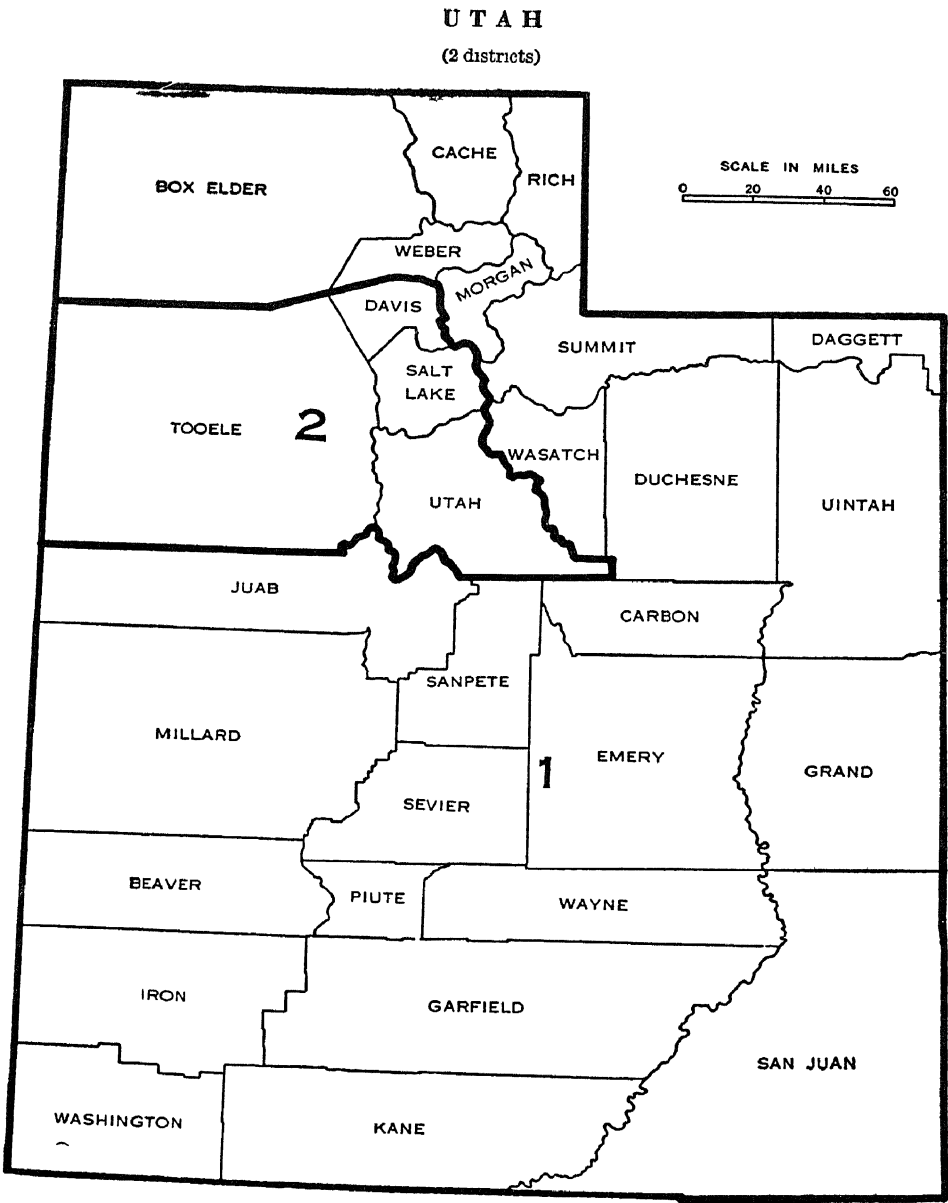 U T A H
(2 districts)
CACHE
RICH
BOX ELDER
SCALE IN MILES
0 20 40 60
WEBER
MORGAN
DAVIS
SUMMIT
DAGGETT
SALT
LAKE
TOOELE
2
WASATCH
DUCHESNE
UTAH
UINTAH
JUAB
CARBON
SANPETE
MILLARD
1
EMERY
GRAND
SEVIER
BEAVER
PIUTE
WAYNE
IRON
GARFIELD
SAN JUAN
WASHINGTON
KANE